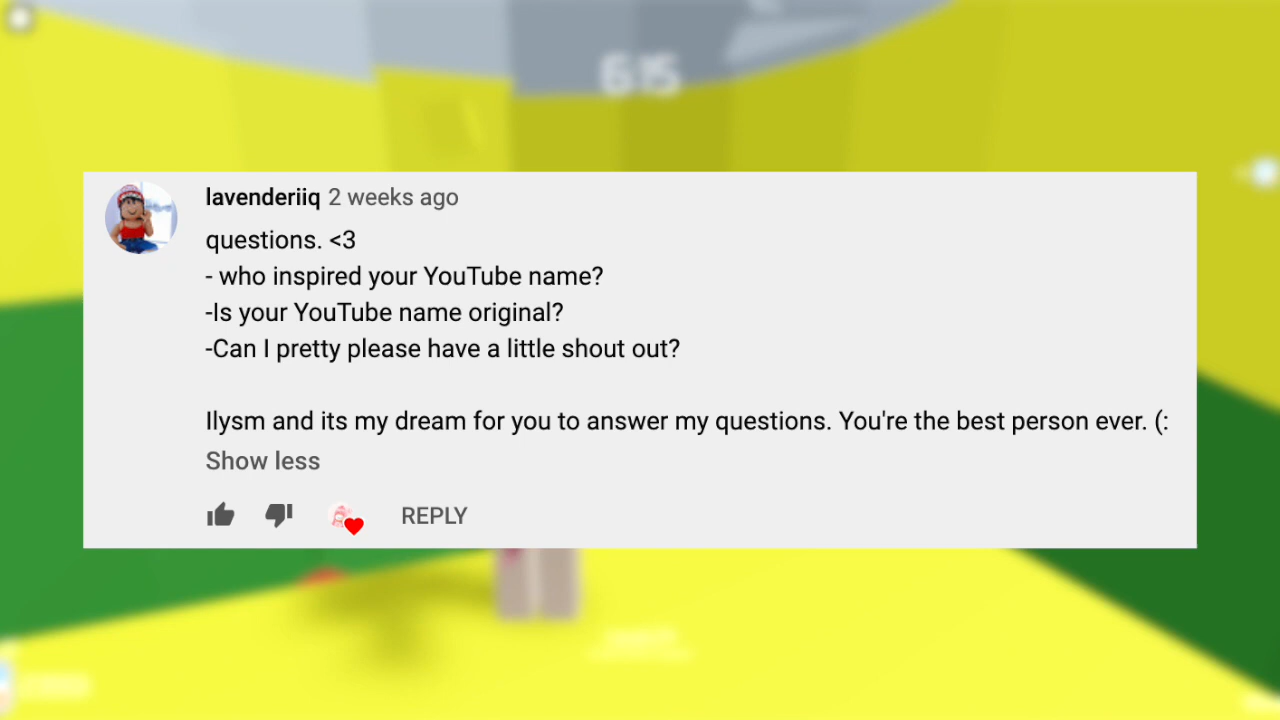 6:15
lavenderiiq 2 weeks ago
questions. <3
- who inspired your YouTube name?
-Is your YouTube name original?
-Can I pretty please have a little shout out?
Ilysm and its my dream for you to answer my questions. You're the best person ever. (:
Show less
REPLY